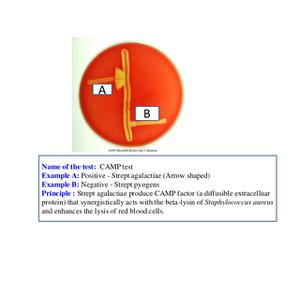 A
B
Name of the test: CAMP test
Example A: Positive - Strept agalactiae (Arrow shaped)
Example B: Negative - Strept pyogens
Principle : Strept agalactiae produce CAMP factor (a diffusible extracelluar
protein) that synergistically acts with the beta-lysin of Staphylococcus aureus
and enhances the lysis of red blood cells.